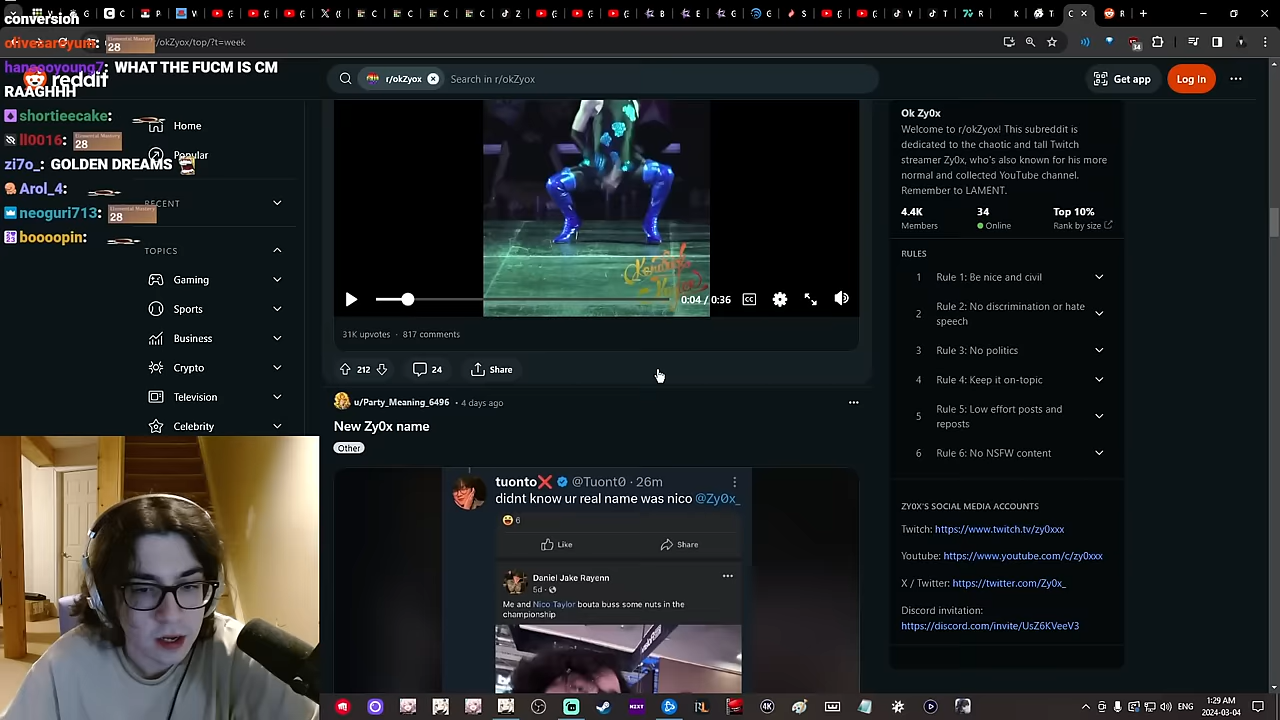 conversion
okZyox/top/?t=week
olivesareyum:
28
hansooyoung7: WHAT THE FUCM IS CM
RAAGHHH
reddit
r/okZyox
Search in r/okZyox
Get app
Log In
shortieecake:
ll0016:
28
zi7o_: GOLDEN DREAMS
Arol_4:
neoguri713:
28
boooopin:
Home
Popular
RECENT
TOPICS
Gaming
Sports
Business
Crypto
Television
Celebrity
0:04 / 0:36
31K upvotes · 817 comments
212
24
Share
u/Party_Meaning_6496 · 4 days ago
New Zy0x name
Other
tuonto❌ @Tuont0 · 26m
didnt know ur real name was nico @Zy0x_
6
Like
Share
Daniel Jake Rayenn
5d ·
Me and Nico Taylor bouta buss some nuts in the
championship
Ok Zy0x
Welcome to r/okZyox! This subreddit is
dedicated to the chaotic and tall Twitch
streamer Zy0x, who's also known for his more
normal and collected YouTube channel.
Remember to LAMENT.
4.4K
Members
34
Online
Top 10%
Rank by size
RULES
1 Rule 1: Be nice and civil
2 Rule 2: No discrimination or hate
speech
3 Rule 3: No politics
4 Rule 4: Keep it on-topic
5 Rule 5: Low effort posts and
reposts
6 Rule 6: No NSFW content
ZY0X'S SOCIAL MEDIA ACCOUNTS
Twitch: https://www.twitch.tv/zy0xxx
Youtube: https://www.youtube.com/c/zy0xxx
X / Twitter: https://twitter.com/Zy0x_
Discord invitation:
https://discord.com/invite/UsZ6KVeeV3
ENG
1:29 AM
2024-03-04